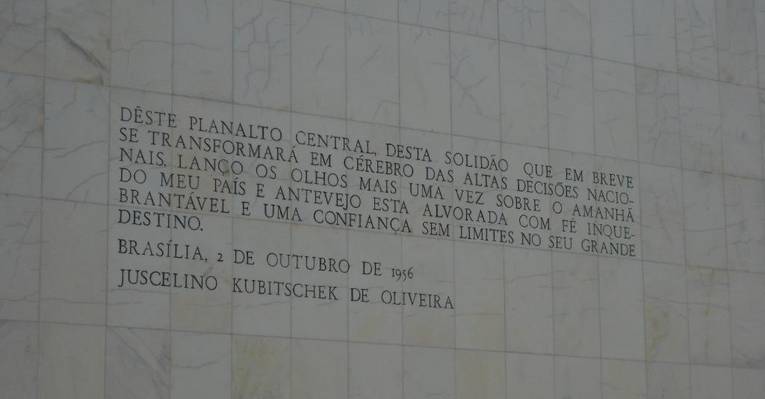 DÊSTE PLANALTO CENTRAL, DESTA SOLIDÃO QUE EM BREVE
SE TRANSFORMARÁ EM CÉREBRO DAS ALTAS DECISÕES NACIO-
NAIS, LANÇO OS OLHOS MAIS UMA VEZ SOBRE O AMANHÃ
DO MEU PAÍS E ANTEVEJO ESTA ALVORADA COM FÉ INQUE-
BRANTÁVEL E UMA CONFIANÇA SEM LIMITES NO SEU GRANDE
DESTINO.
BRASÍLIA, 2 DE OUTUBRO DE 1956
JUSCELINO KUBITSCHEK DE OLIVEIRA